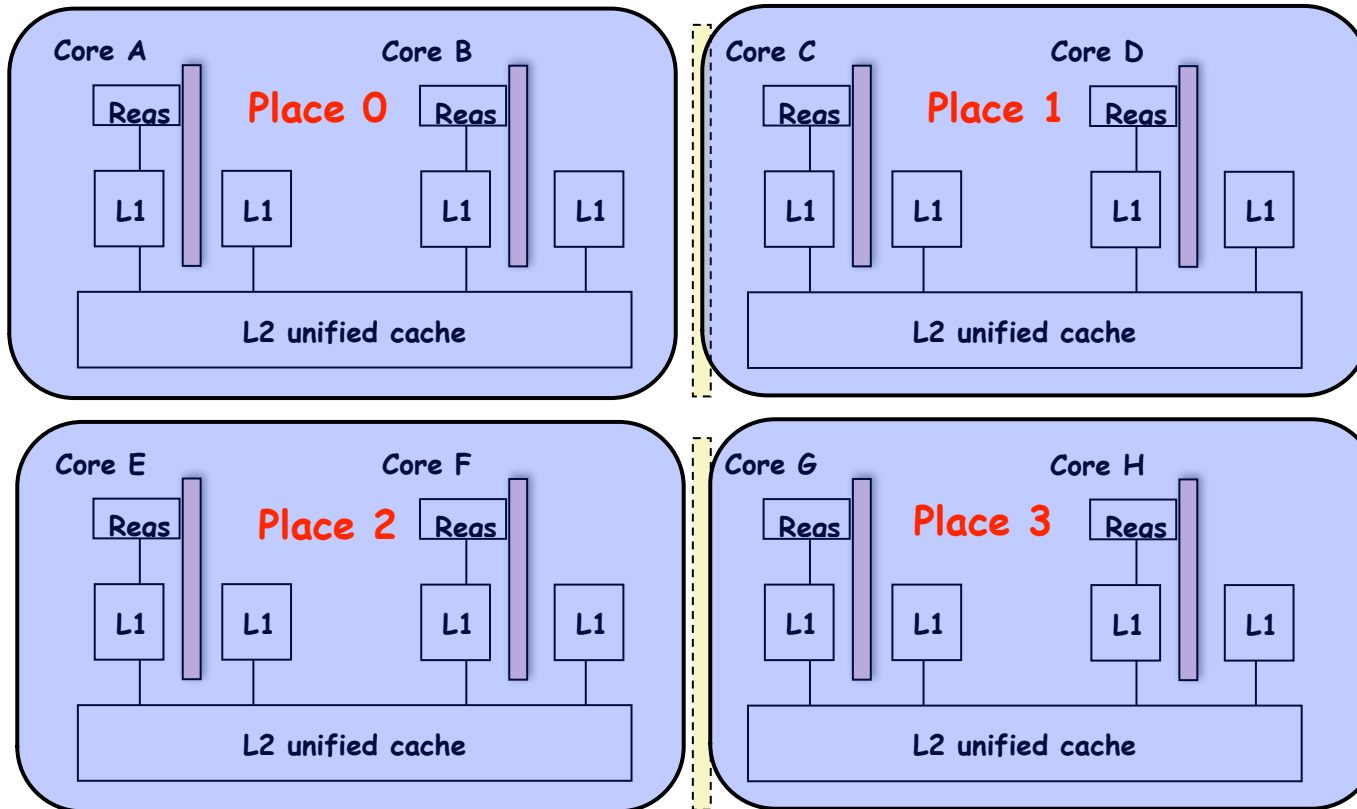 Core A Core B
Regs Place 0 Regs
L1 L1 L1 L1
L2 unified cache
Core C Core D
Regs Place 1 Regs
L1 L1 L1 L1
L2 unified cache
Core E Core F
Regs Place 2 Regs
L1 L1 L1 L1
L2 unified cache
Core G Core H
Regs Place 3 Regs
L1 L1 L1 L1
L2 unified cache